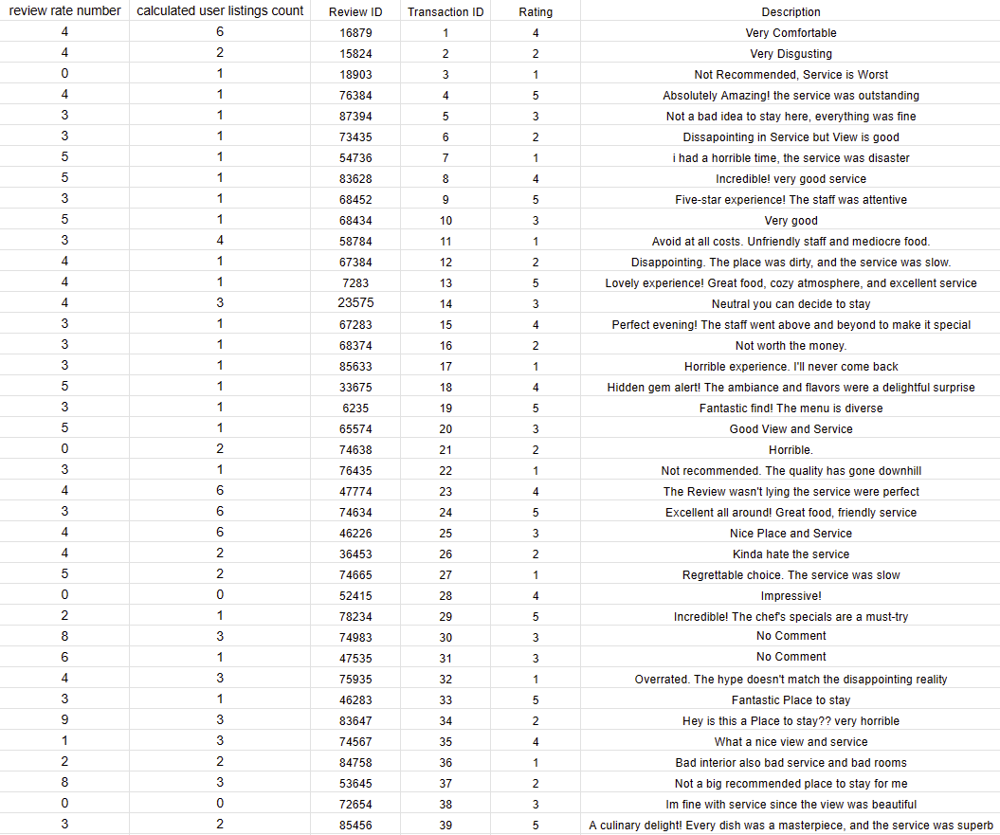 review rate number calculated user listings count Review ID Transaction ID Rating Description
4 6 16879 1 4 Very Comfortable
4 2 15824 2 2 Very Disgusting
0 1 18903 3 1 Not Recommended, Service is Worst
4 1 76384 4 5 Absolutely Amazing! the service was outstanding
3 1 87394 5 3 Not a bad idea to stay here, everything was fine
3 1 73435 6 2 Dissapointing in Service but View is good
5 1 54736 7 1 i had a horrible time, the service was disaster
5 1 83628 8 4 Incredible! very good service
3 1 68452 9 5 Five-star experience! The staff was attentive
5 1 68434 10 3 Very good
3 4 58784 11 1 Avoid at all costs. Unfriendly staff and mediocre food.
4 1 67384 12 2 Disappointing. The place was dirty, and the service was slow.
4 1 7283 13 5 Lovely experience! Great food, cozy atmosphere, and excellent service
4 3 23575 14 3 Neutral you can decide to stay
3 1 67283 15 4 Perfect evening! The staff went above and beyond to make it special
3 1 68374 16 2 Not worth the money.
3 1 85633 17 1 Horrible experience. I'll never come back
5 1 33675 18 4 Hidden gem alert! The ambiance and flavors were a delightful surprise
3 1 6235 19 5 Fantastic find! The menu is diverse
5 1 65574 20 3 Good View and Service
0 2 74638 21 2 Horrible.
3 1 76435 22 1 Not recommended. The quality has gone downhill
4 6 47774 23 4 The Review wasn't lying the service were perfect
3 6 74634 24 5 Excellent all around! Great food, friendly service
4 6 46226 25 3 Nice Place and Service
4 2 36453 26 2 Kinda hate the service
5 2 74665 27 1 Regrettable choice. The service was slow
0 0 52415 28 4 Impressive!
2 1 78234 29 5 Incredible! The chef's specials are a must-try
8 3 74983 30 3 No Comment
6 1 47535 31 3 No Comment
4 3 75935 32 1 Overrated. The hype doesn't match the disappointing reality
3 1 46283 33 5 Fantastic Place to stay
9 3 83647 34 2 Hey is this a Place to stay?? very horrible
1 3 74567 35 4 What a nice view and service
2 2 84758 36 1 Bad interior also bad service and bad rooms
8 3 53645 37 2 Not a big recommended place to stay for me
0 0 72654 38 3 Im fine with service since the view was beautiful
3 2 85456 39 5 A culinary delight! Every dish was a masterpiece, and the service was superb